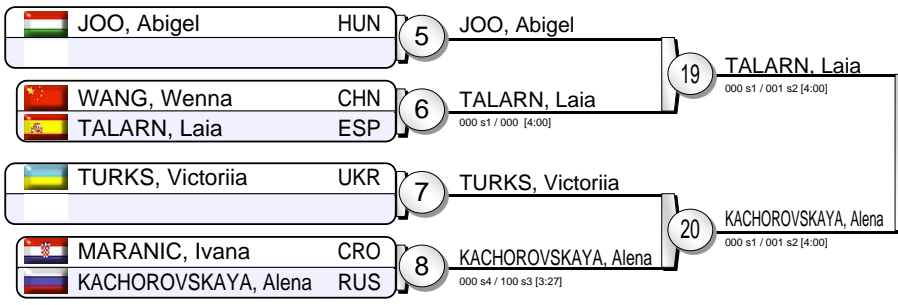 JOO, Abigel HUN
5
JOO, Abigel
WANG, Wenna CHN
TALARN, Laia ESP
6
TALARN, Laia
000 s1 / 000 [4:00]
19
TALARN, Laia
000 s1 / 001 s2 [4:00]
TURKS, Victoriia UKR
7
TURKS, Victoriia
MARANIC, Ivana CRO
KACHOROVSKAYA, Alena RUS
8
KACHOROVSKAYA, Alena
000 s4 / 100 s3 [3:27]
20
KACHOROVSKAYA, Alena
000 s1 / 001 s2 [4:00]